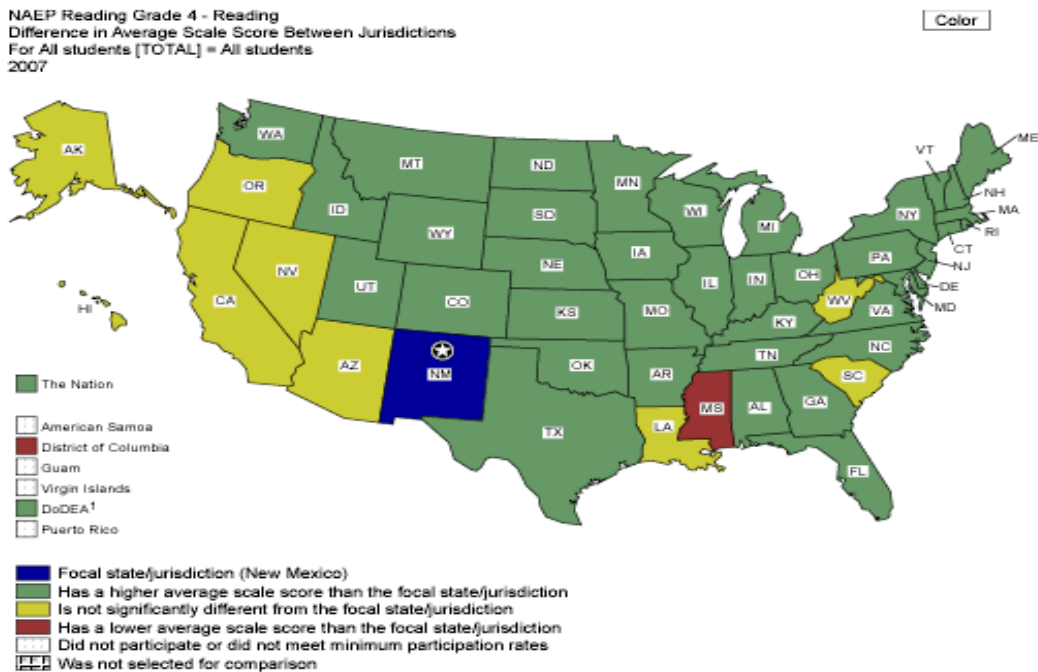 NAEP Reading Grade 4 - Reading
Difference in Average Scale Score Between Jurisdictions
For All students [TOTAL] = All students
2007
Color
AK
WA
MT
ND
MN
VT
ME
OR
ID
WY
SD
WI
MI
NY
NH
MA
RI
CT
NJ
NV
CA
UT
CO
NE
IA
IL
IN
OH
PA
DE
MD
WV
VA
HI
KS
MO
KY
NC
AZ
NM
OK
AR
TN
SC
TX
LA
MS
AL
GA
FL
The Nation
American Samoa
District of Columbia
Guam
Virgin Islands
DoDEA¹
Puerto Rico
Focal state/jurisdiction (New Mexico)
Has a higher average scale score than the focal state/jurisdiction
Is not significantly different from the focal state/jurisdiction
Has a lower average scale score than the focal state/jurisdiction
Did not participate or did not meet minimum participation rates
Was not selected for comparison